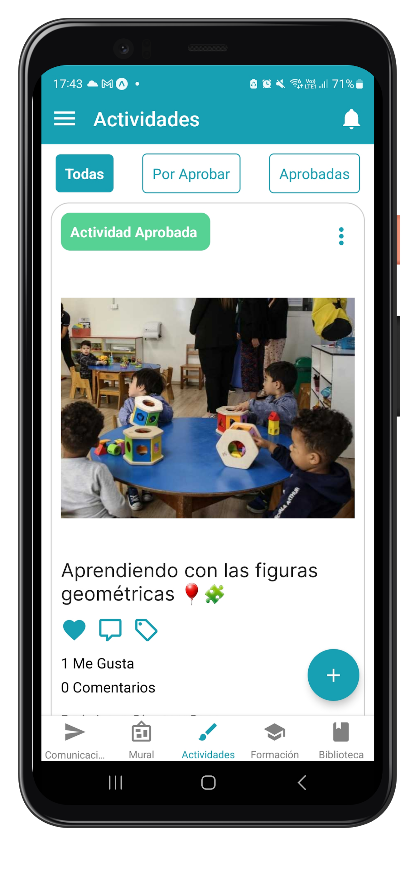 17:43
71%
Actividades
Todas
Por Aprobar
Aprobadas
Actividad Aprobada
Aprendiendo con las figuras
geométricas 🎈🧩
1 Me Gusta
0 Comentarios
Comunicaci...
Mural
Actividades
Formación
Biblioteca